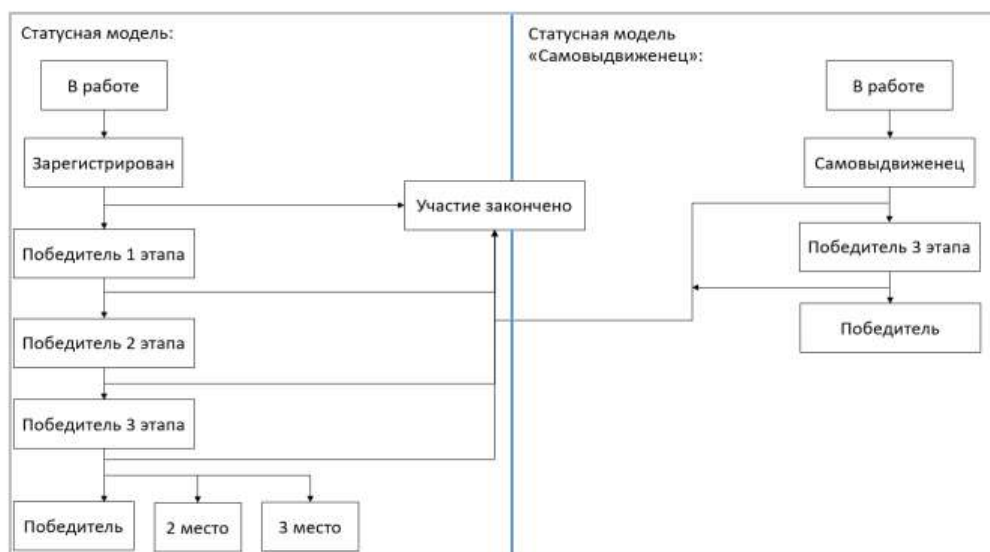 Статусная модель:
В работе
Зарегистрирован
Участие закончено
Победитель 1 этапа
Победитель 2 этапа
Победитель 3 этапа
Победитель
2 место
3 место
Статусная модель
«Самовыдвиженец»:
В работе
Самовыдвиженец
Победитель 3 этапа
Победитель